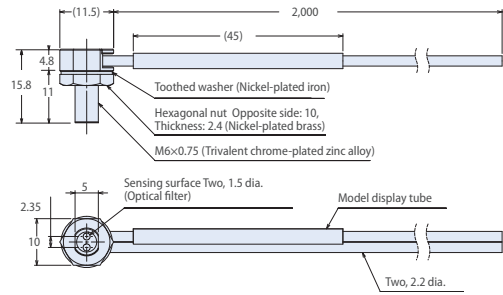 (11.5)
2,000
(45)
4.8
15.8
11
Toothed washer (Nickel-plated iron)
Hexagonal nut Opposite side: 10,
Thickness: 2.4 (Nickel-plated brass)
M6×0.75 (Trivalent chrome-plated zinc alloy)
Sensing surface Two, 1.5 dia.
(Optical filter)
5
2.35
10
Model display tube
Two, 2.2 dia.